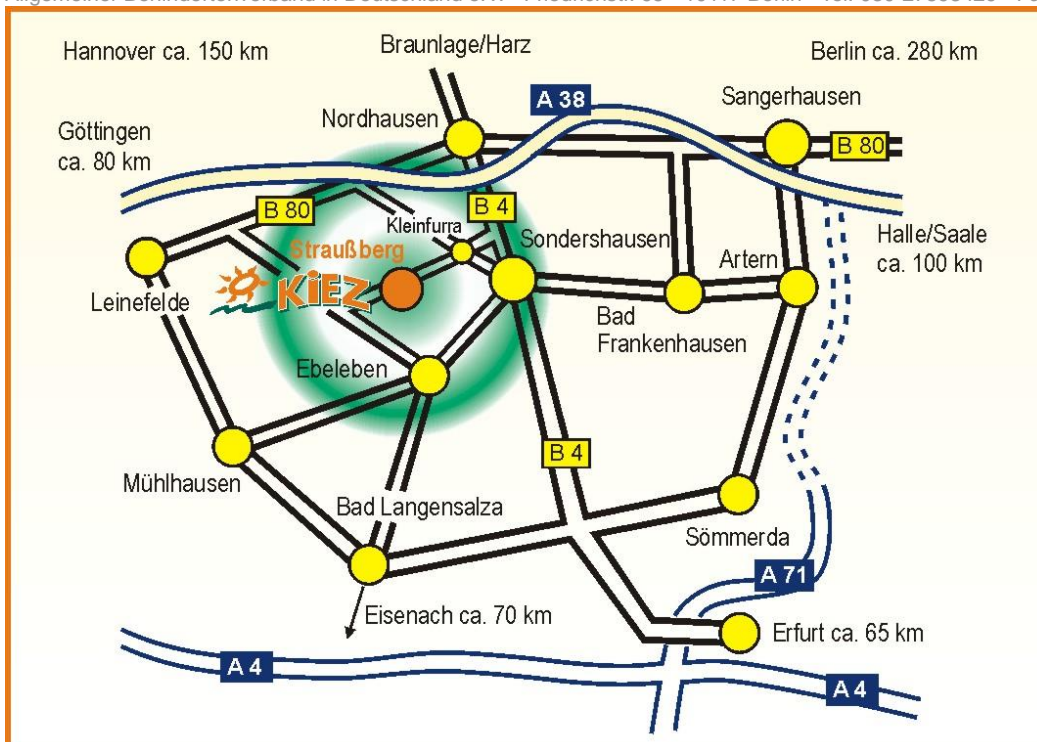 Hannover ca. 150 km
Braunlage/Harz
Berlin ca. 280 km
A 38
Sangerhausen
Nordhausen
Göttingen
ca. 80 km
B 80
B 80
B 4
Kleinfurra
Straußberg
Sondershausen
Halle/Saale
ca. 100 km
Artern
KiEZ
Leinefelde
Bad
Frankenhausen
Ebeleben
B 4
Mühlhausen
Bad Langensalza
Sömmerda
A 71
Eisenach ca. 70 km
Erfurt ca. 65 km
A 4
A 4